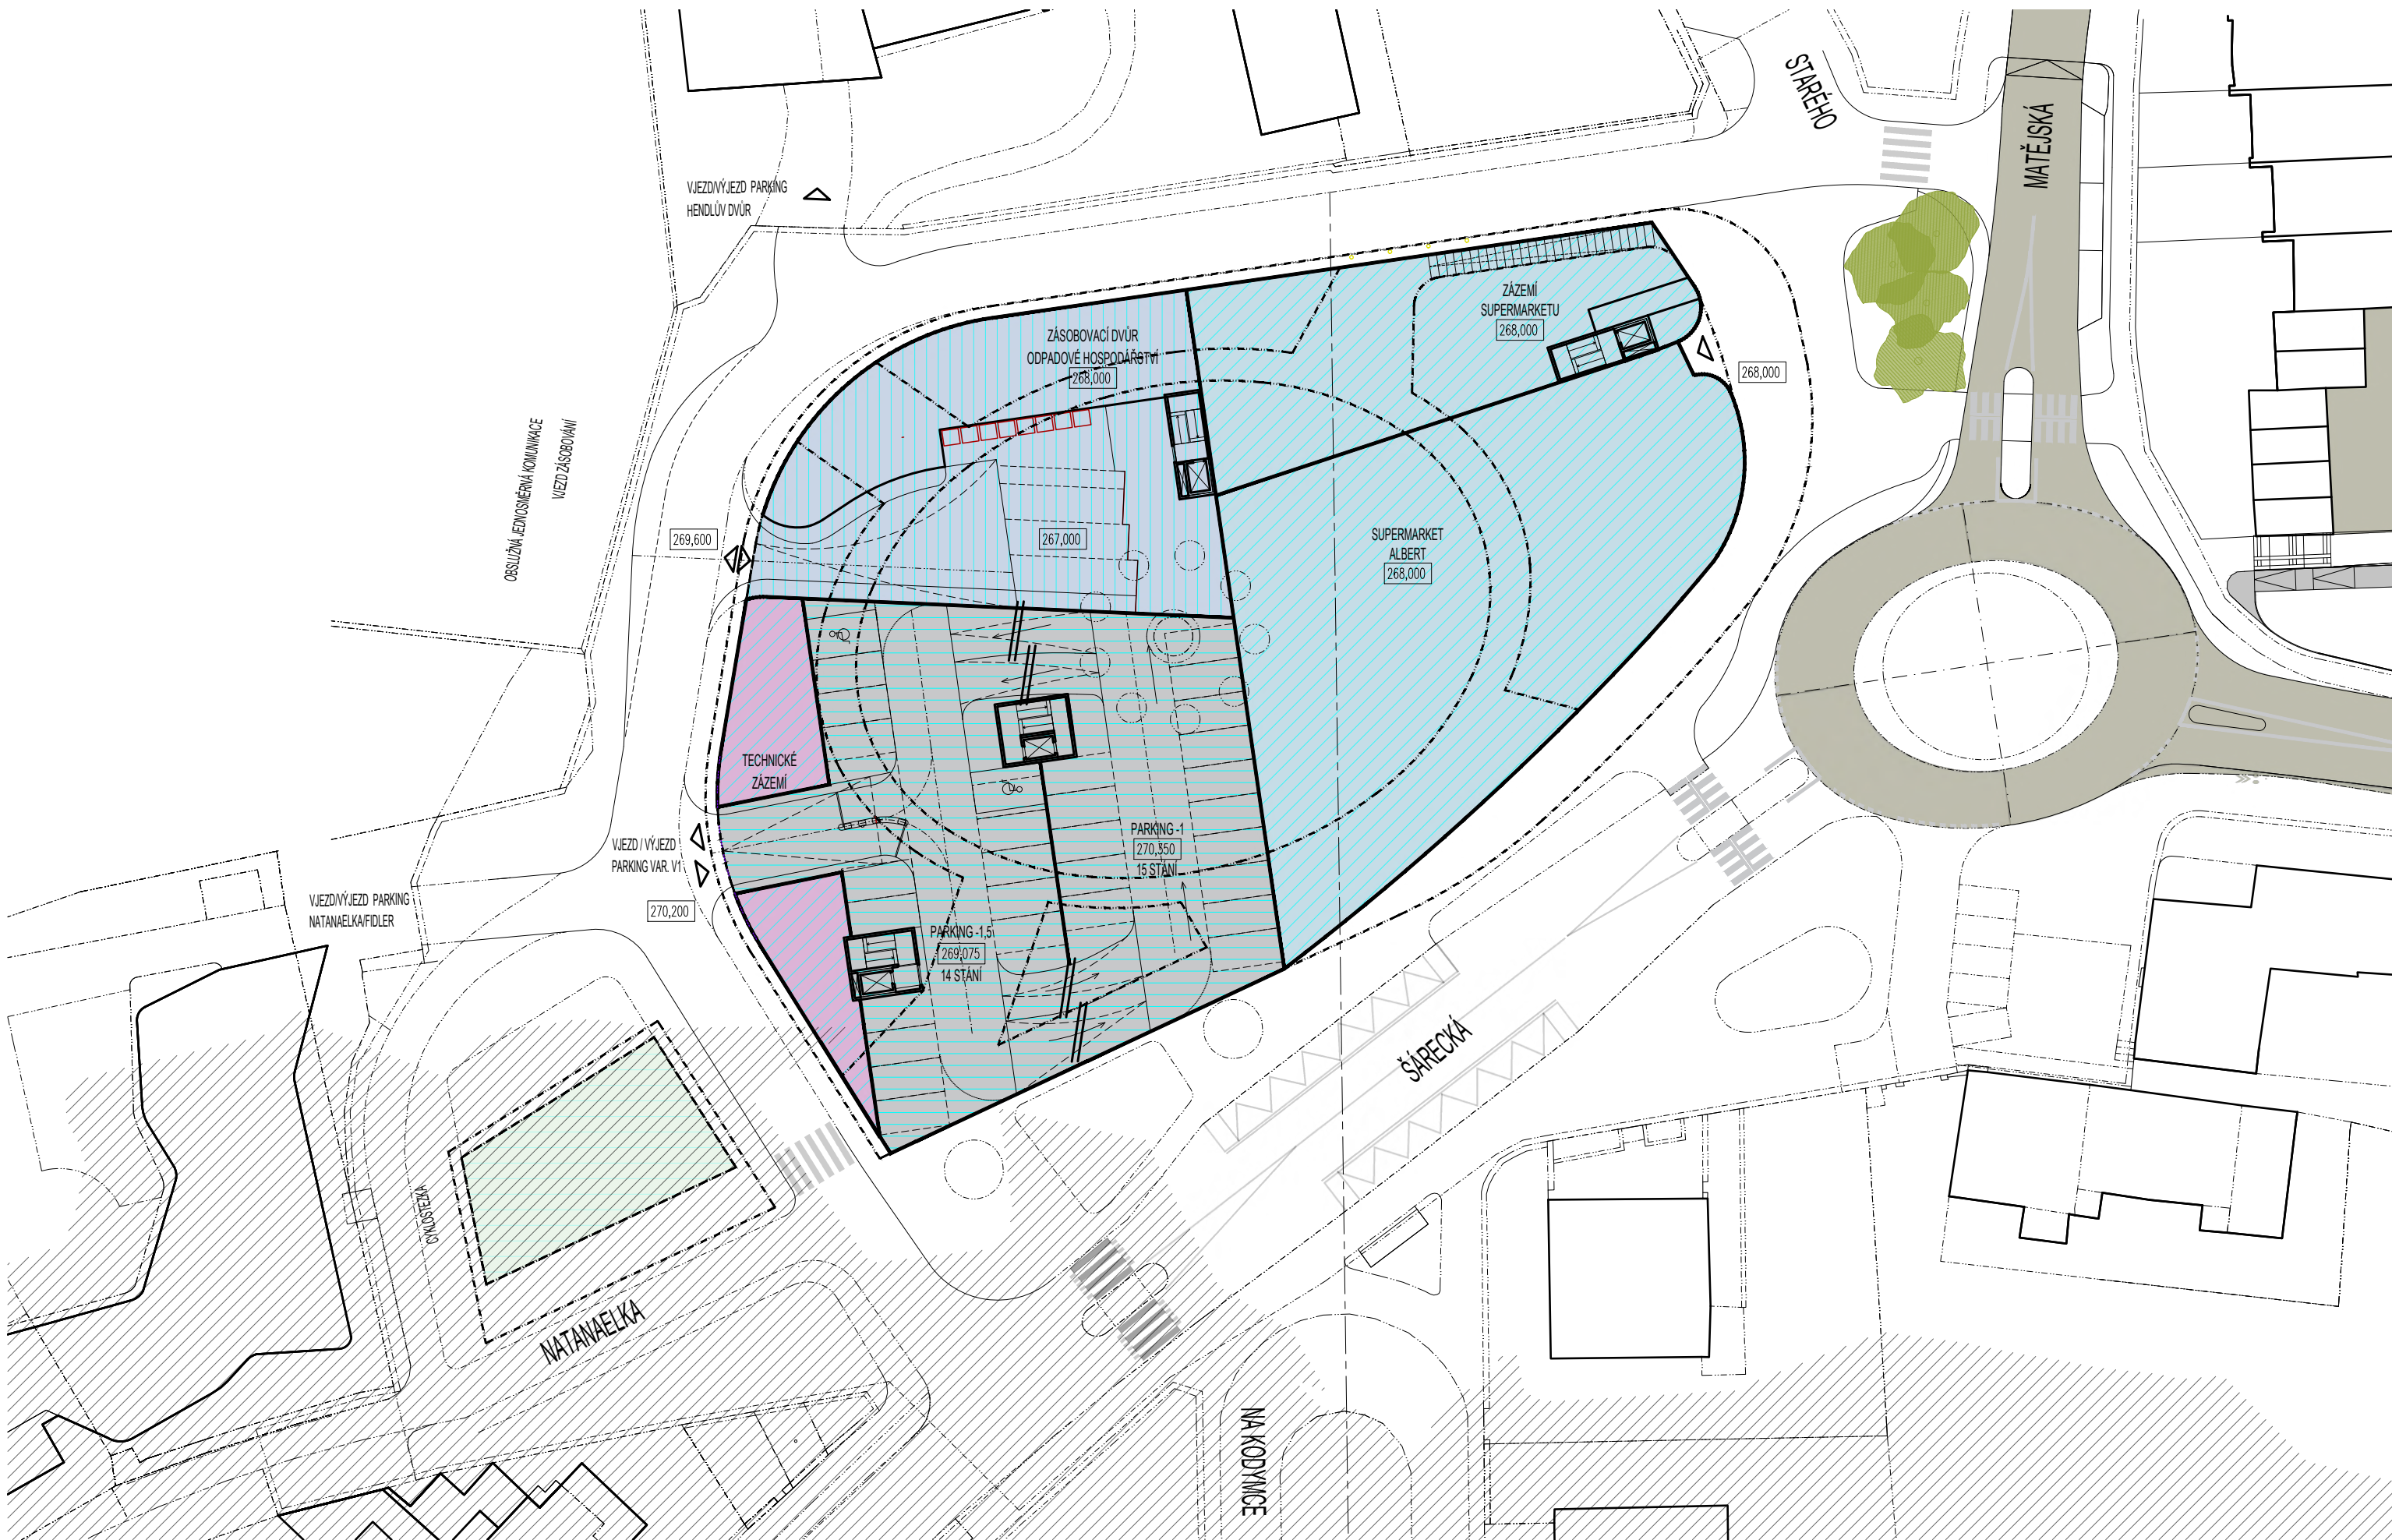 STARÉHO
MATĚJSKÁ
VJEZD/VÝJEZD PARKING
HENDLŮV DVŮR
ZÁZEMÍ
SUPERMARKETU
268,000
ZÁSOBOVACÍ DVŮR
ODPADOVÉ HOSPODÁŘSTVÍ
268,000
268,000
OBSLUŽNÁ JEDNOSMĚRNÁ KOMUNIKACE
VJEZD ZÁSOBOVÁNÍ
269,600
267,000
SUPERMARKET
ALBERT
268,000
TECHNICKÉ
ZÁZEMÍ
VJEZD / VÝJEZD
PARKING VAR. V1
PARKING -1
270,350
15 STÁNÍ
VJEZD/VÝJEZD PARKING
NATANAELKA/FIDLER
270,200
PARKING -1,5
269,075
14 STÁNÍ
ŠÁRECKÁ
CYKLOSTEZKA
NATANAELKA
NA KODYMCE